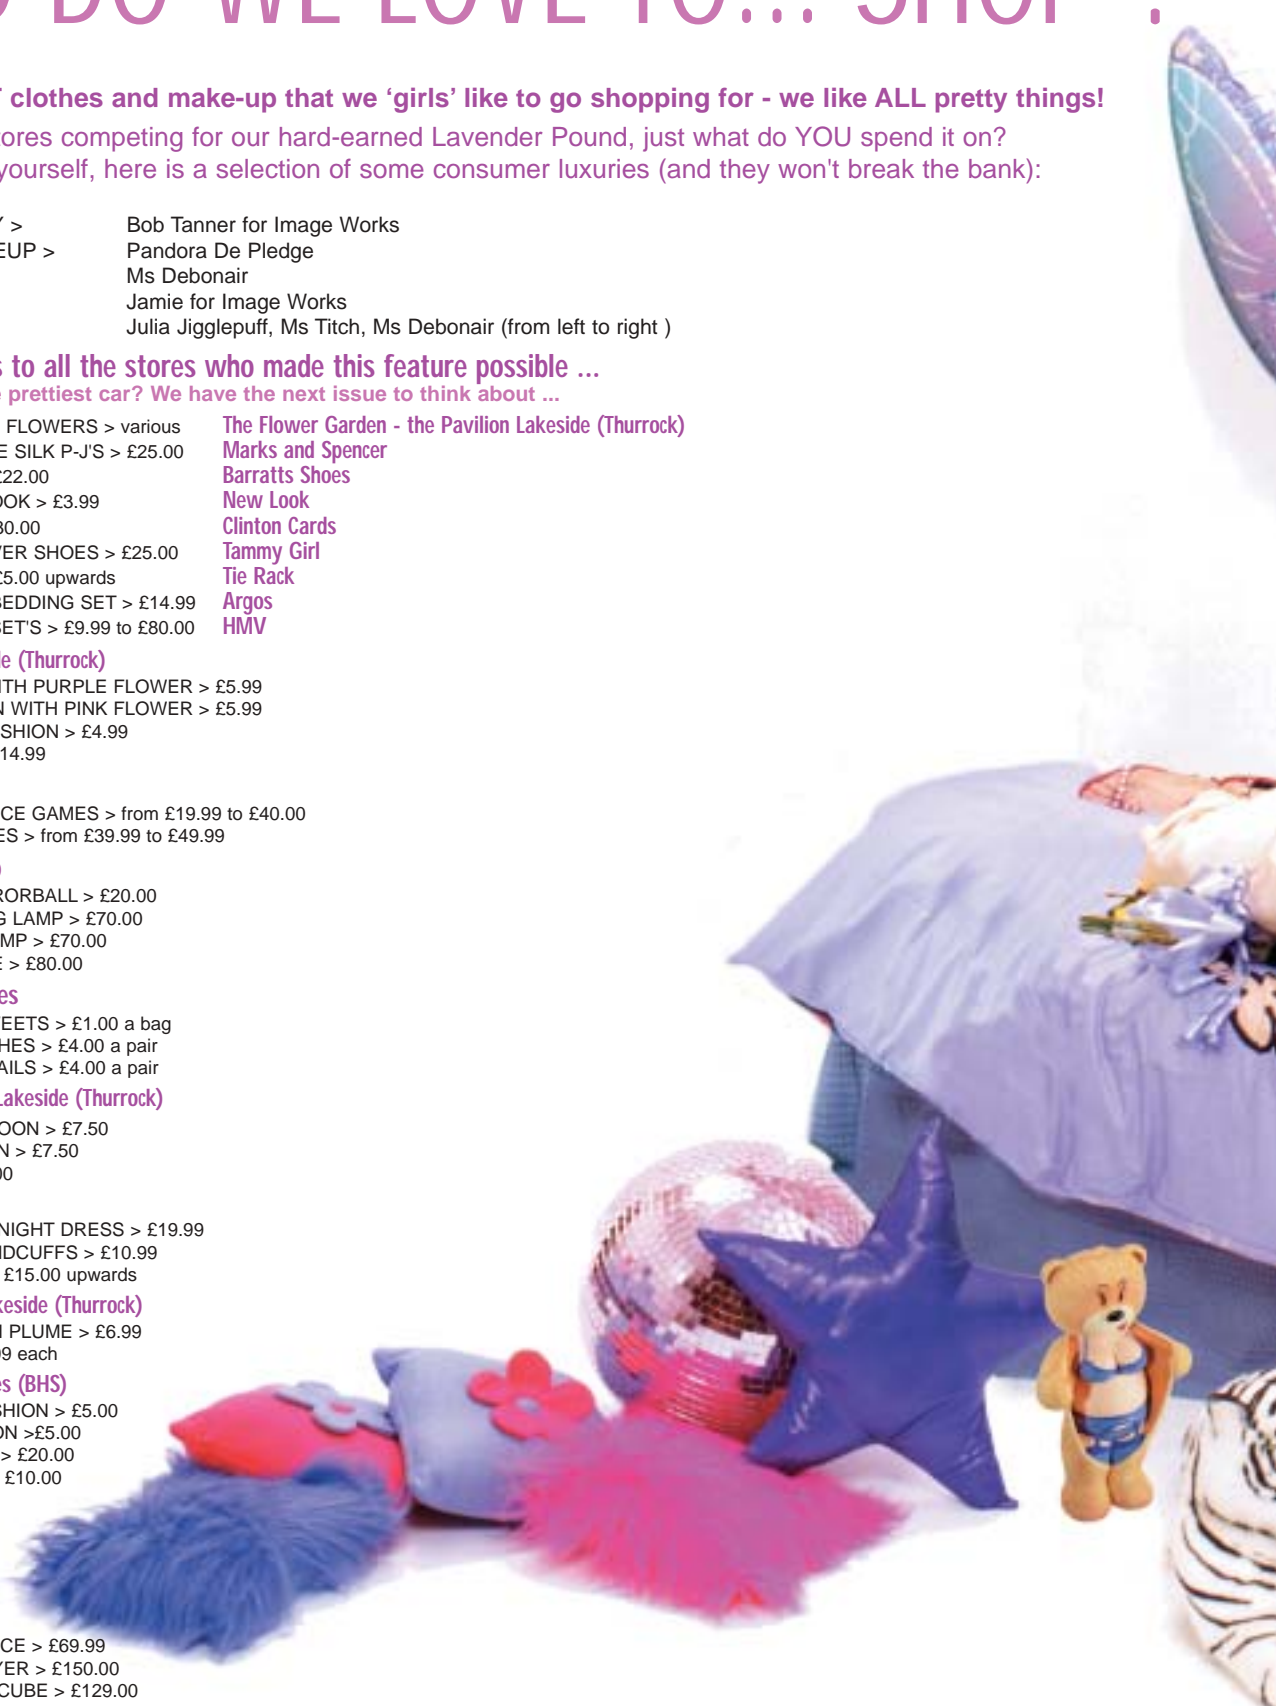 DO WE LOVE TO... SHOP
clothes and make-up that we ‘girls’ like to go shopping for - we like ALL pretty things!
competing for our hard-earned Lavender Pound, just what do YOU spend it on?
yourself, here is a selection of some consumer luxuries (and they won't break the bank):
> Bob Tanner for Image Works
EUP > Pandora De Pledge
Ms Debonair
Jamie for Image Works
Julia Jigglepuff, Ms Titch, Ms Debonair (from left to right )
to all the stores who made this feature possible ...
prettiest car? We have the next issue to think about ...
FLOWERS > various The Flower Garden - the Pavilion Lakeside (Thurrock)
E SILK P-J'S > £25.00 Marks and Spencer
£22.00 Barratts Shoes
OOK > £3.99 New Look
30.00 Clinton Cards
VER SHOES > £25.00 Tammy Girl
£5.00 upwards Tie Rack
BEDDING SET > £14.99 Argos
SET'S > £9.99 to £80.00 HMV
le (Thurrock)
ITH PURPLE FLOWER > £5.99
N WITH PINK FLOWER > £5.99
SHION > £4.99
14.99
CE GAMES > from £19.99 to £40.00
ES > from £39.99 to £49.99
)
RORBALL > £20.00
G LAMP > £70.00
MP > £70.00
E > £80.00
es
EETS > £1.00 a bag
HES > £4.00 a pair
AILS > £4.00 a pair
Lakeside (Thurrock)
OON > £7.50
N > £7.50
00
NIGHT DRESS > £19.99
NDCUFFS > £10.99
£15.00 upwards
keside (Thurrock)
H PLUME > £6.99
99 each
es (BHS)
SHION > £5.00
ON >£5.00
> £20.00
£10.00
CE > £69.99
YER > £150.00
CUBE > £129.00